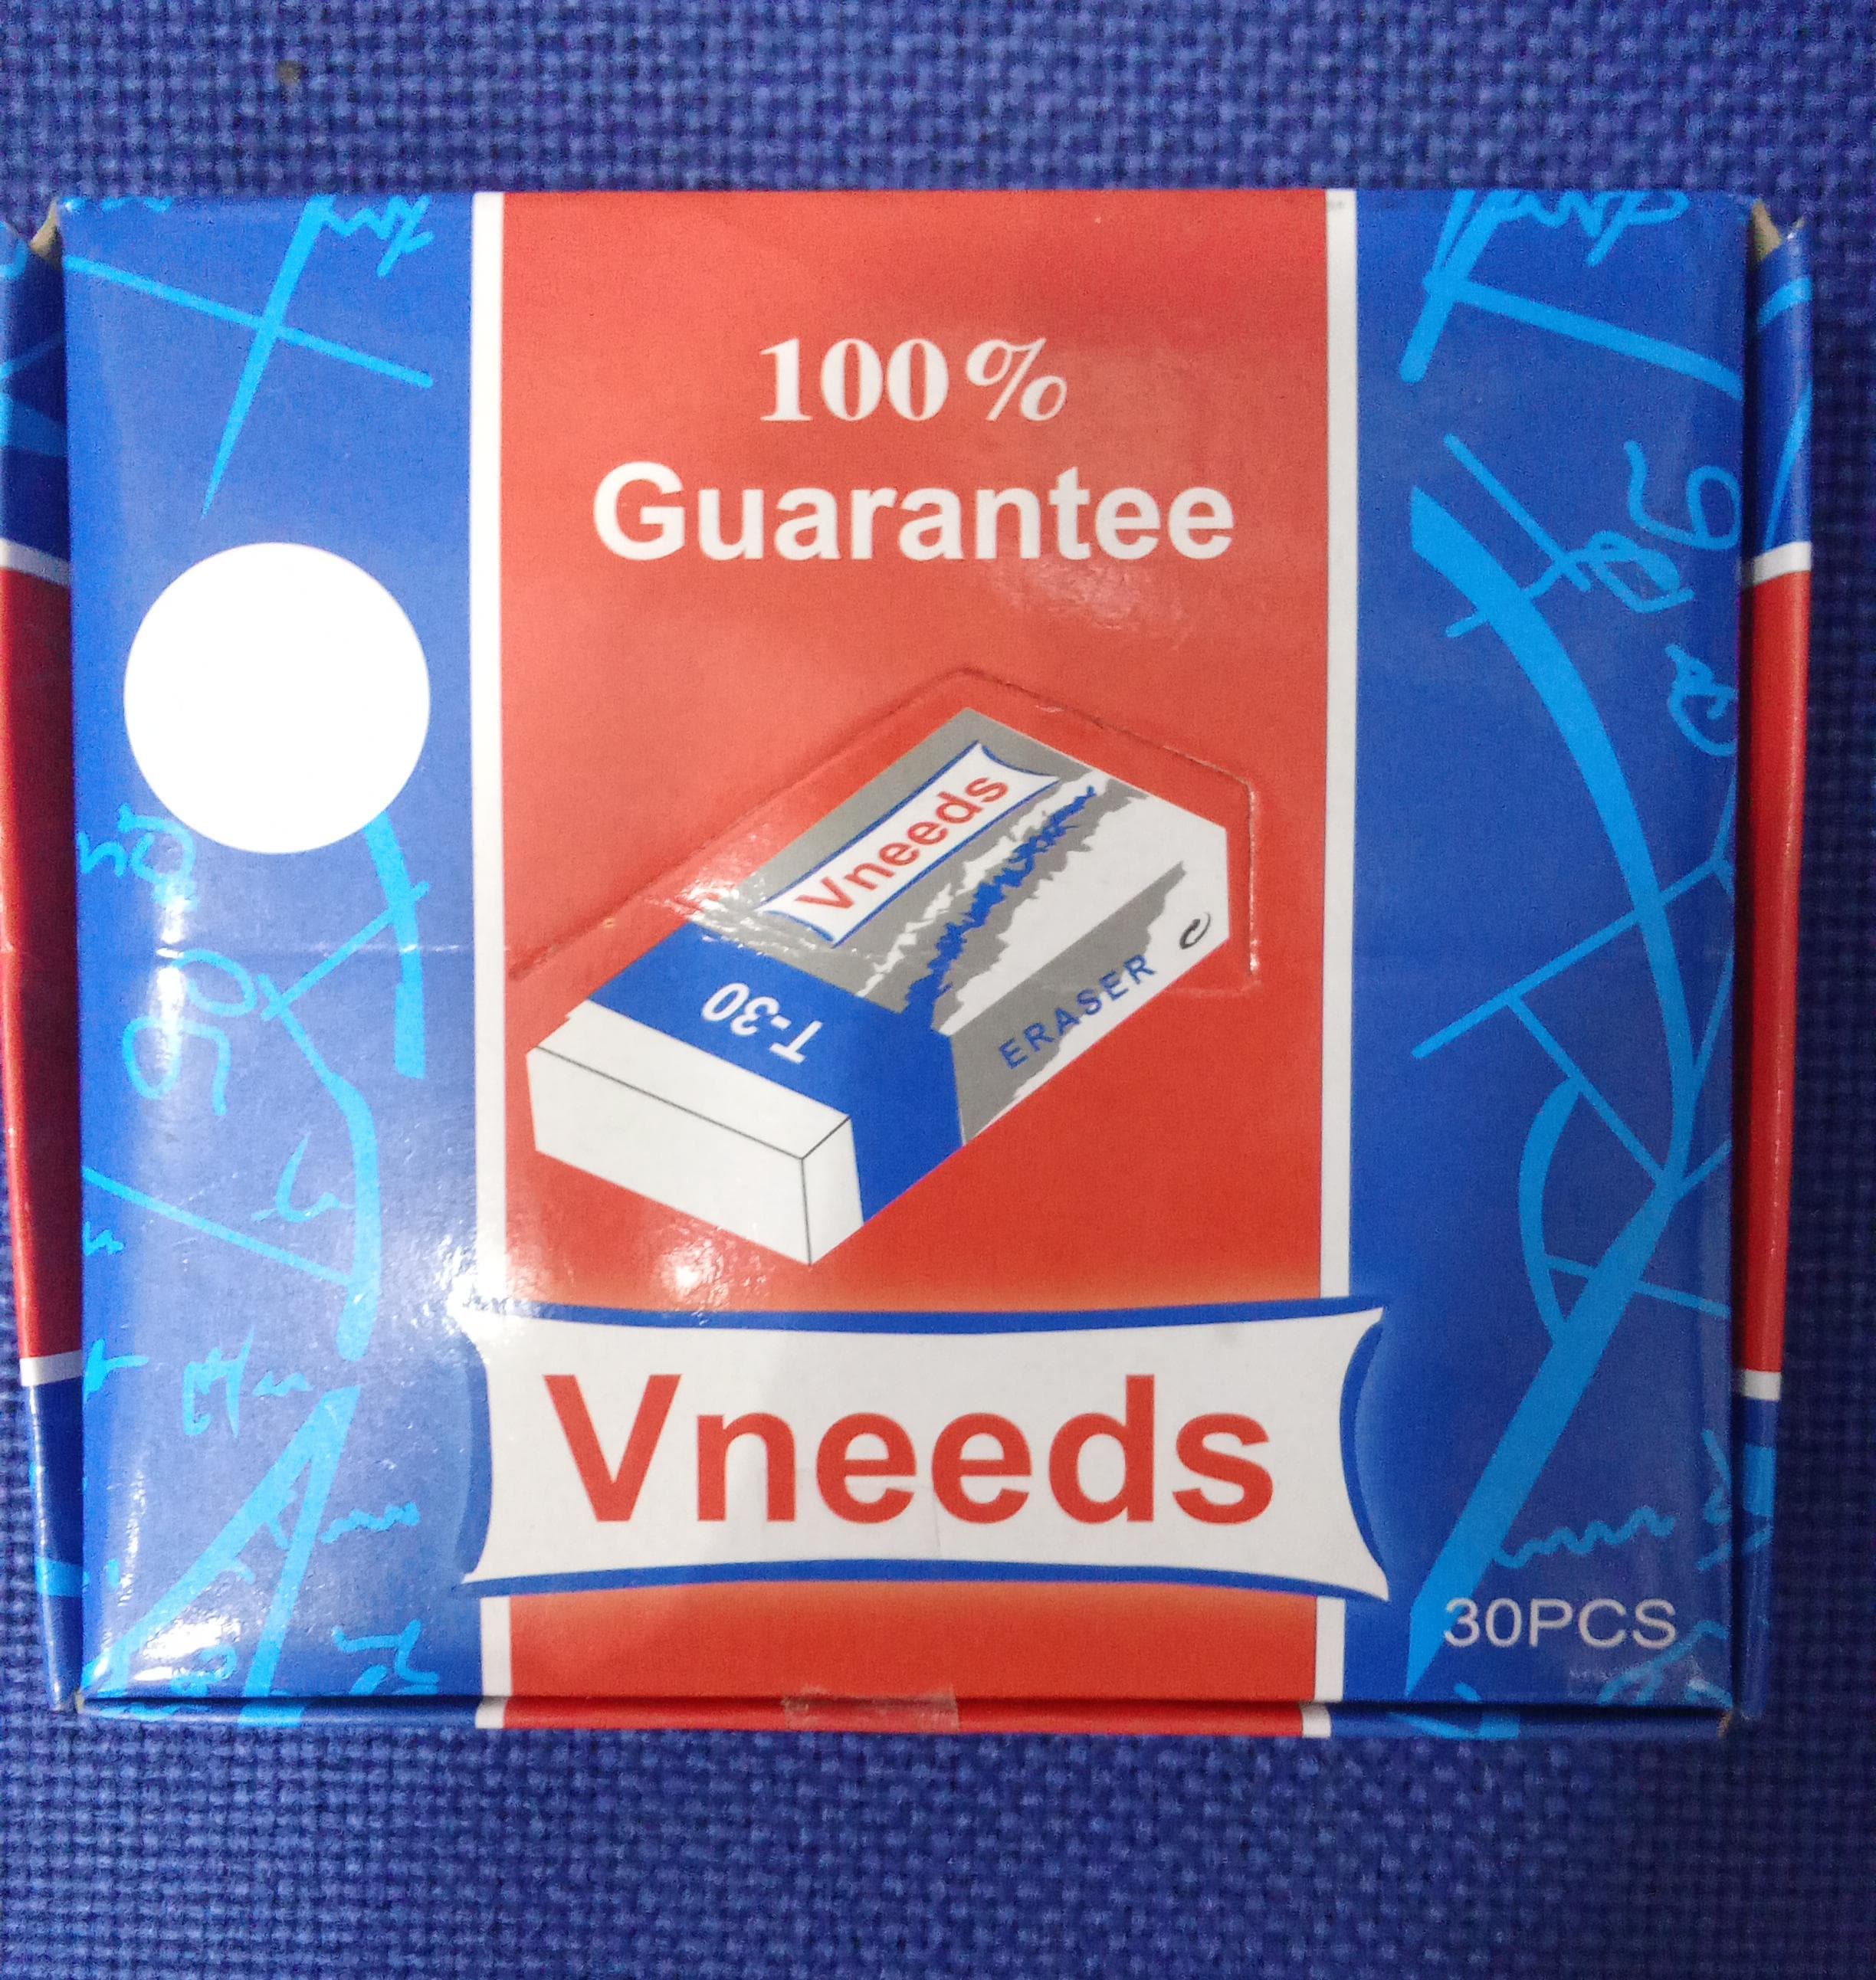 100%
Guarantee
Vneeds
T-30
ERASER
Vneeds
30PCS